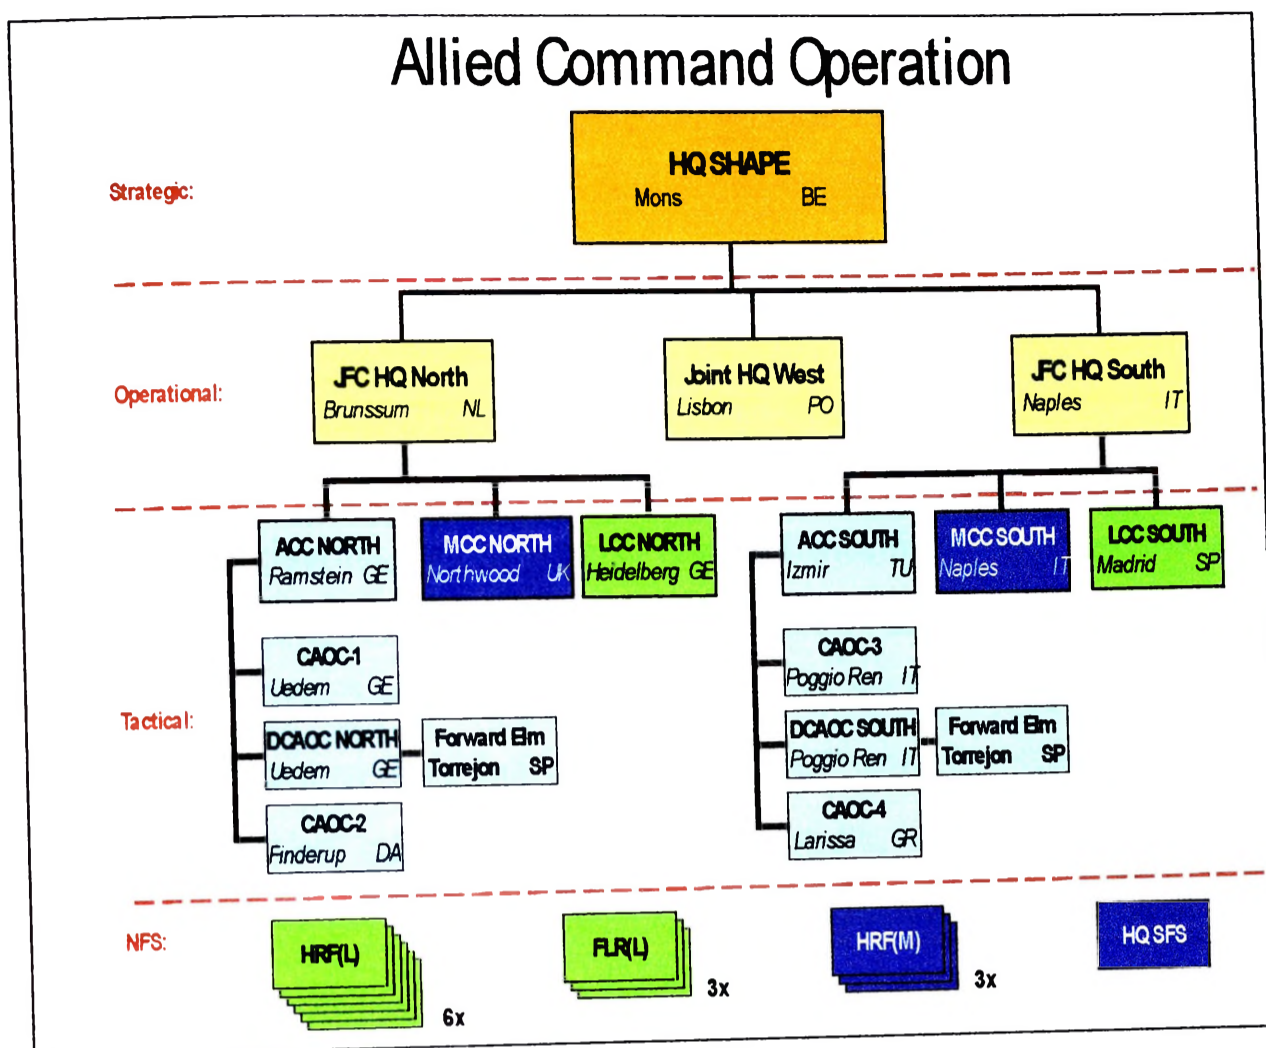 Allied Command Operation
Strategic:
HQ SHAPE
Mons BE
Operational:
JFC HQ North
Brunssum NL
Joint HQ West
Lisbon PO
JFC HQ South
Naples IT
Tactical:
ACC NORTH
Ramstein GE
MCC NORTH
Northwood UK
LCC NORTH
Heidelberg GE
ACC SOUTH
Izmir TU
MCC SOUTH
Naples IT
LCC SOUTH
Madrid SP
CAOC-1
Uedem GE
DCAOC NORTH
Uedem GE
Forward Elm
Torrejon SP
CAOC-2
Finderup DA
CAOC-3
Poggio Ren IT
DCAOC SOUTH
Poggio Ren IT
Forward Elm
Torrejon SP
CAOC-4
Larissa GR
NFS:
HRF(L)
6x
FLR(L)
3x
HRF(M)
3x
HQ SFS